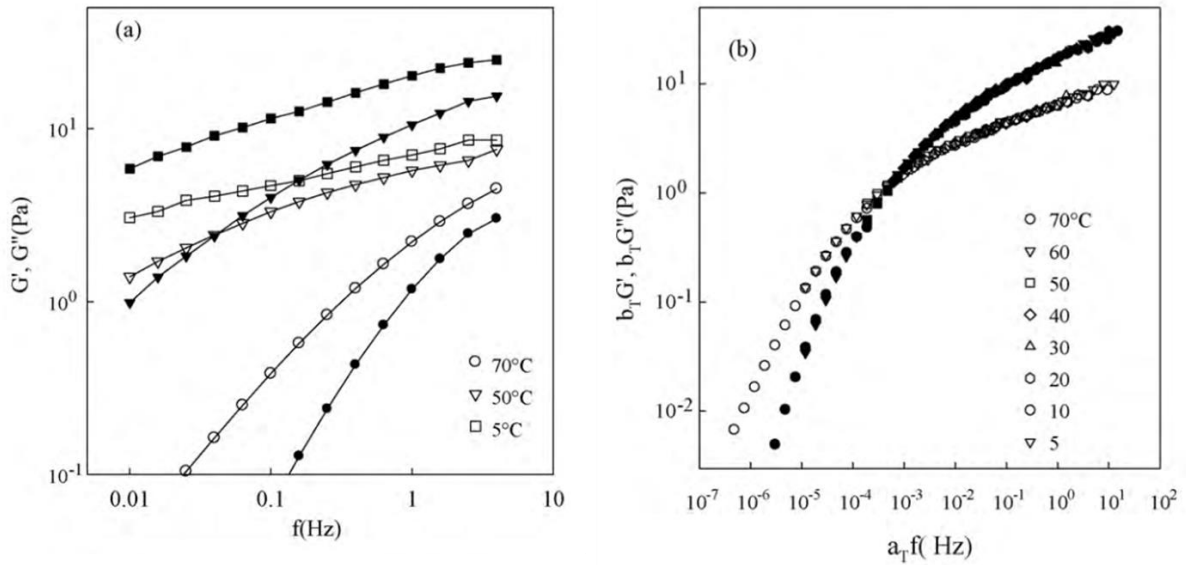 (a)
G', G''(Pa)
10¹
10⁰
10⁻¹
0.01
0.1
1
10
f(Hz)
70°C
50°C
5°C
(b)
b_TG', b_TG''(Pa)
10¹
10⁰
10⁻¹
10⁻²
10⁻⁷
10⁻⁶
10⁻⁵
10⁻⁴
10⁻³
10⁻²
10⁻¹
10⁰
10¹
10²
a_Tf( Hz)
70°C
60
50
40
30
20
10
5